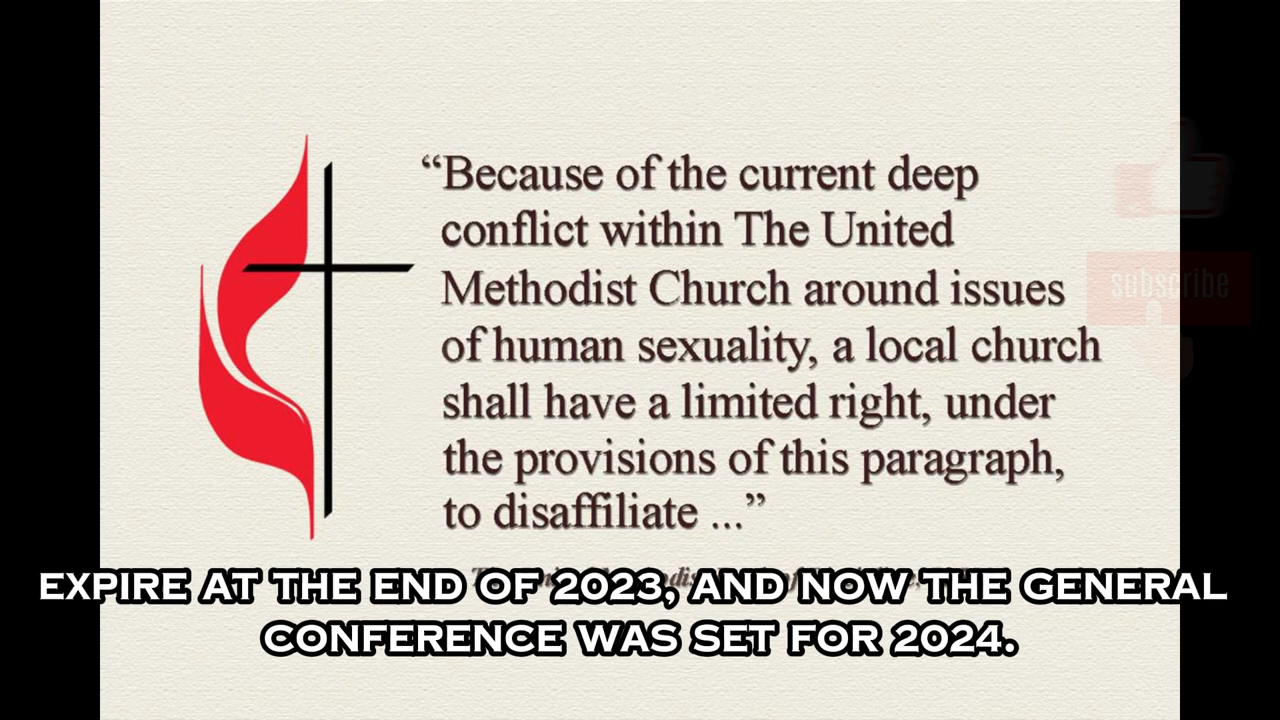 “Because of the current deep
conflict within The United
Methodist Church around issues
of human sexuality, a local church
shall have a limited right, under
the provisions of this paragraph,
to disaffiliate ...”
subscribe
EXPIRE AT THE END OF 2023, AND NOW THE GENERAL
CONFERENCE WAS SET FOR 2024.